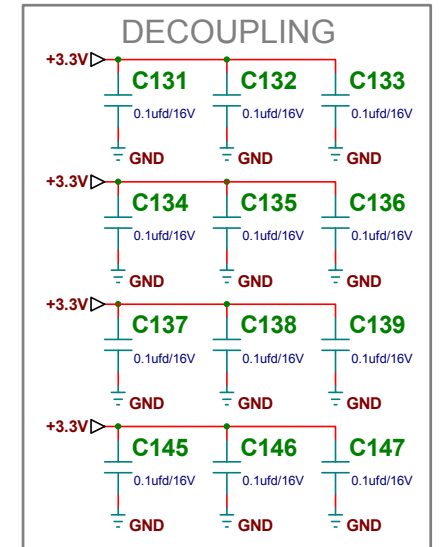 DECOUPLING
+3.3V
C131 C132 C133
0.1ufd/16V 0.1ufd/16V 0.1ufd/16V
GND GND GND
+3.3V
C134 C135 C136
0.1ufd/16V 0.1ufd/16V 0.1ufd/16V
GND GND GND
+3.3V
C137 C138 C139
0.1ufd/16V 0.1ufd/16V 0.1ufd/16V
GND GND GND
+3.3V
C145 C146 C147
0.1ufd/16V 0.1ufd/16V 0.1ufd/16V
GND GND GND